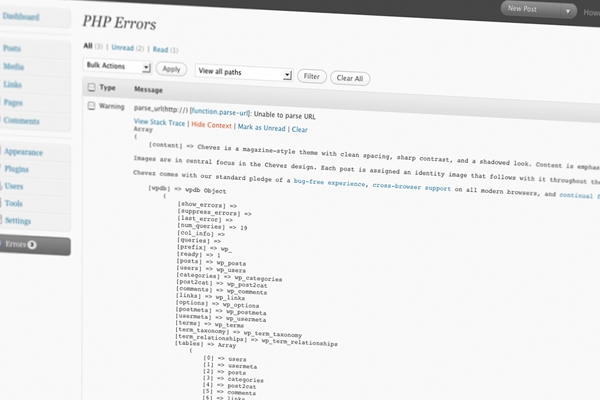 New Post
Howe
Dashboard
Posts
Media
Links
Pages
Comments
Appearance
Plugins
Users
Tools
Settings
Errors 3
PHP Errors
All (3) | Unread (2) | Read (1)
Bulk Actions Apply View all paths Filter Clear All
Type Message
Warning parse_url(http://) [function.parse-url]: Unable to parse URL
View Stack Trace | Hide Context | Mark as Unread | Clear
Array
(
[content] => Chevez is a magazine-style theme with clean spacing, sharp contrast, and a shadowed look. Content is emphas
Images are in central focus in the Chevez design. Each post is assigned an identity image that follows with it throughout the
Chevez comes with our standard pledge of a bug-free experience, cross-browser support on all modern browsers, and continual f
[wpdb] => wpdb Object
(
[show_errors] =>
[suppress_errors] =>
[last_error] =>
[num_queries] => 19
[col_info] =>
[queries] =>
[prefix] => wp_
[ready] => 1
[posts] => wp_posts
[users] => wp_users
[categories] => wp_categories
[post2cat] => wp_post2cat
[comments] => wp_comments
[links] => wp_links
[options] => wp_options
[postmeta] => wp_postmeta
[usermeta] => wp_usermeta
[terms] => wp_terms
[term_taxonomy] => wp_term_taxonomy
[term_relationships] => wp_term_relationships
[tables] => Array
(
[0] => users
[1] => usermeta
[2] => posts
[3] => categories
[4] => post2cat
[5] => comments
[6] => links